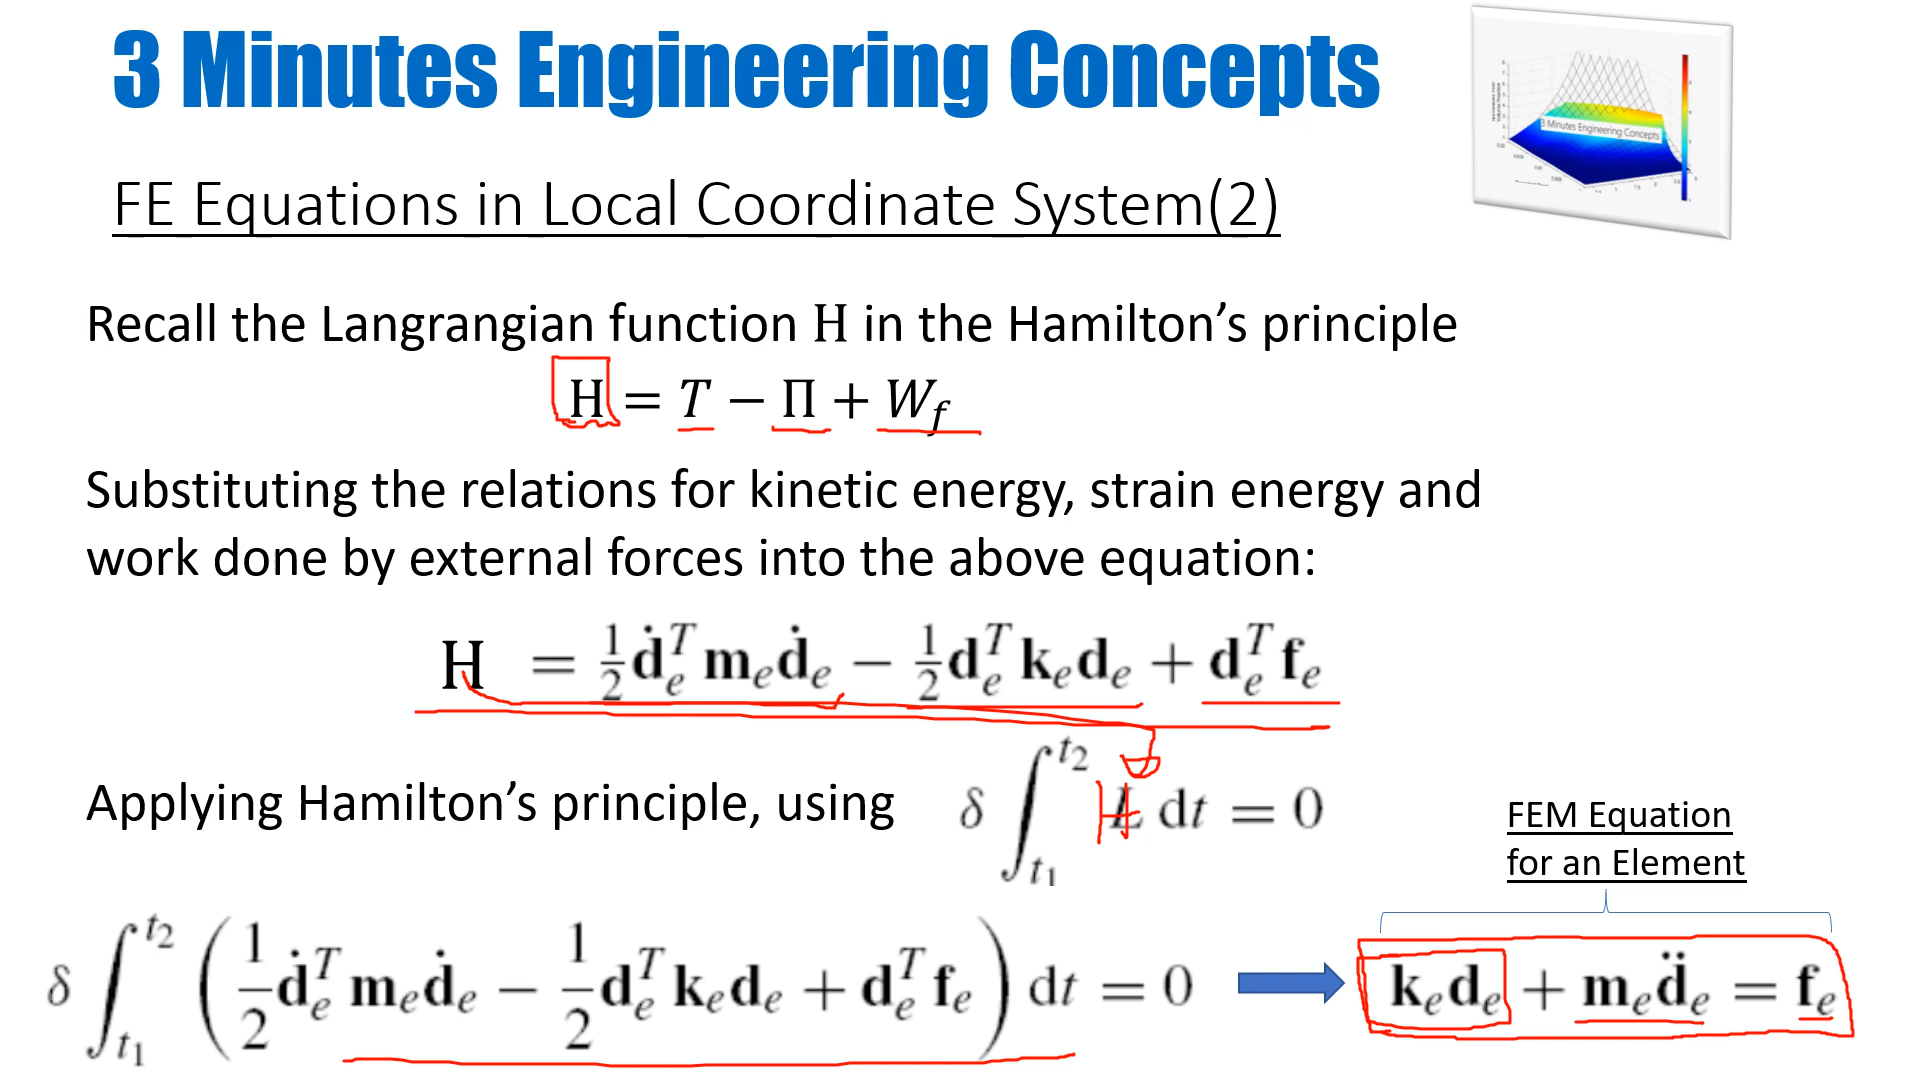 3 Minutes Engineering Concepts
3 Minutes Engineering Concepts
FE Equations in Local Coordinate System(2)
Recall the Langrangian function H in the Hamilton’s principle
H = T − Π + W_f
Substituting the relations for kinetic energy, strain energy and
work done by external forces into the above equation:
H = ½ḋ_e^T m_e ḋ_e − ½d_e^T k_e d_e + d_e^T f_e
Applying Hamilton’s principle, using δ ∫_{t₁}^{t₂} H dt = 0
FEM Equation
for an Element
δ ∫_{t₁}^{t₂} (½ḋ_e^T m_e ḋ_e − ½d_e^T k_e d_e + d_e^T f_e) dt = 0
k_e d_e + m_e d̈_e = f_e